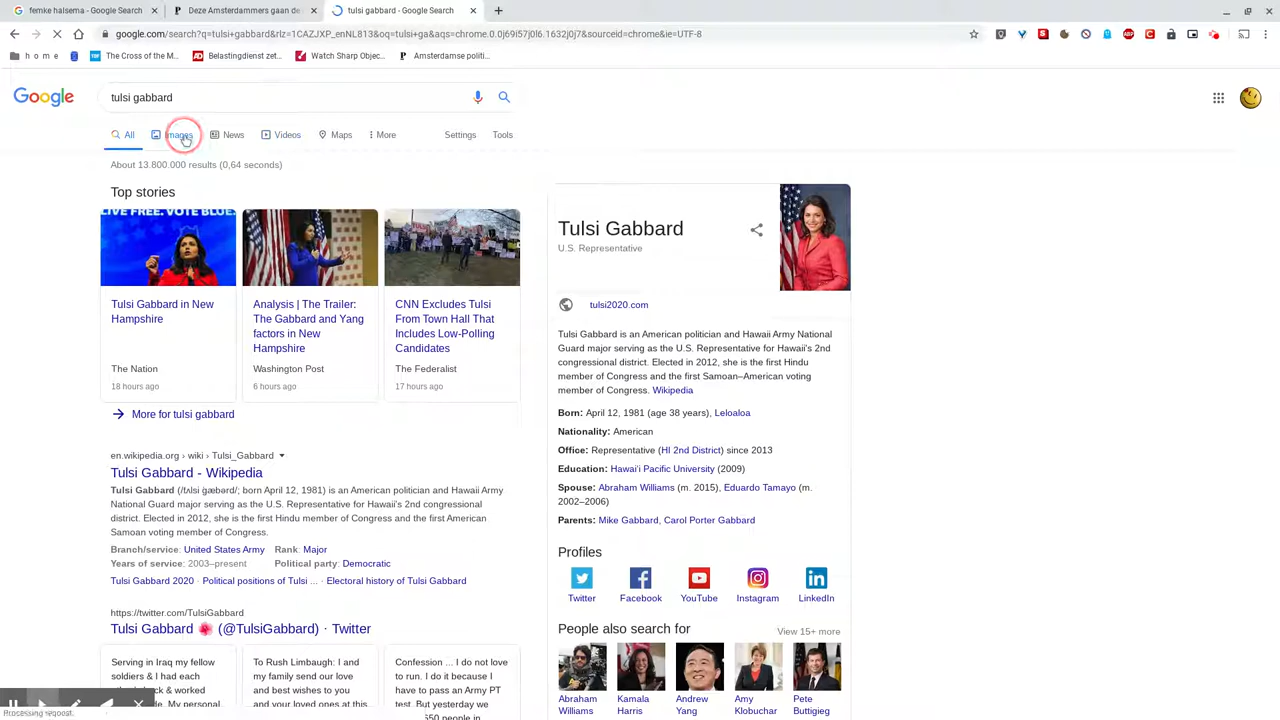 femke halsema - Google Search
Deze Amsterdammers gaan de
tulsi gabbard - Google Search
google.com/search?q=tulsi+gabbard&rlz=1CAZJXP_enNL813&oq=tulsi+ga&aqs=chrome.0.0j69i57j0l6.1632j0j7&sourceid=chrome&ie=UTF-8
h o m e
The Cross of the M...
Belastingdienst zet...
Watch Sharp Objec...
Amsterdamse politi...
Google
tulsi gabbard
All
Images
News
Videos
Maps
More
Settings
Tools
About 13.800.000 results (0,64 seconds)
Top stories
LIVE FREE. VOTE BLUE.
Tulsi Gabbard in New
Hampshire
The Nation
18 hours ago
Analysis | The Trailer:
The Gabbard and Yang
factors in New
Hampshire
Washington Post
6 hours ago
CNN Excludes Tulsi
From Town Hall That
Includes Low-Polling
Candidates
The Federalist
17 hours ago
More for tulsi gabbard
en.wikipedia.org › wiki › Tulsi_Gabbard
Tulsi Gabbard - Wikipedia
Tulsi Gabbard (/ˈtʌlsi ˈɡæbərd/; born April 12, 1981) is an American politician and Hawaii Army
National Guard major serving as the U.S. Representative for Hawaii's 2nd
congressional district. Elected in 2012, she is the first Hindu member of Congress and the first
Samoan voting member of Congress.
Branch/service: United States Army Rank: Major
Years of service: 2003–present Political party: Democratic
Tulsi Gabbard 2020 · Political positions of Tulsi ... · Electoral history of Tulsi Gabbard
https://twitter.com/TulsiGabbard
Tulsi Gabbard 🌺 (@TulsiGabbard) · Twitter
Serving in Iraq my fellow
soldiers & I had each
back & worked
My personal
To Rush Limbaugh: I and
my family send our love
and best wishes to you
and your loved ones at this
Confession ... I do not love
to run. I do it because I
have to pass an Army PT
test. But yesterday we
550 people in
Processing request.
Tulsi Gabbard
U.S. Representative
tulsi2020.com
Tulsi Gabbard is an American politician and Hawaii Army National
Guard major serving as the U.S. Representative for Hawaii's 2nd
congressional district. Elected in 2012, she is the first Hindu
member of Congress and the first Samoan–American voting
member of Congress. Wikipedia
Born: April 12, 1981 (age 38 years), Leloaloa
Nationality: American
Office: Representative (HI 2nd District) since 2013
Education: Hawai'i Pacific University (2009)
Spouse: Abraham Williams (m. 2015), Eduardo Tamayo (m.
2002–2006)
Parents: Mike Gabbard, Carol Porter Gabbard
Profiles
Twitter
Facebook
YouTube
Instagram
LinkedIn
People also search for
View 15+ more
Abraham
Williams
Kamala
Harris
Andrew
Yang
Amy
Klobuchar
Pete
Buttigieg